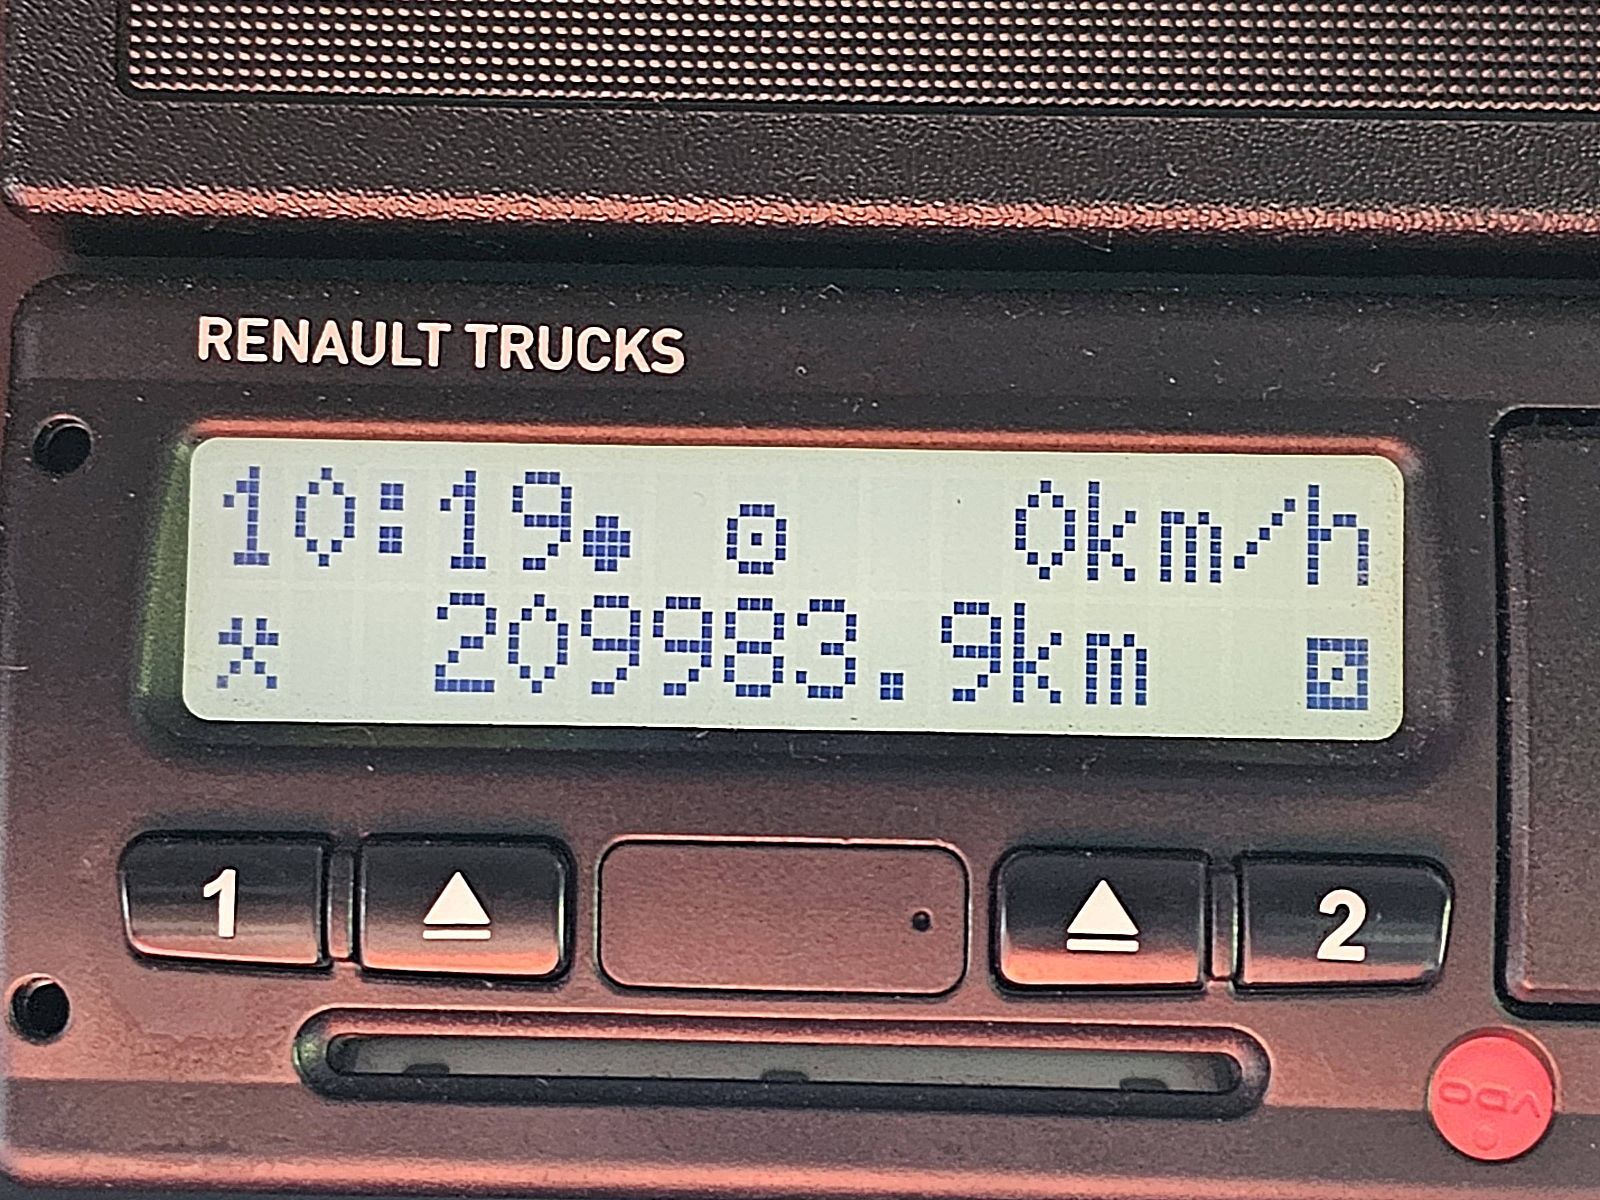 RENAULT TRUCKS
10:19● ⊙ 0km/h
⚒ 209983.9km
1 ⏏ ⏏ 2
VDO